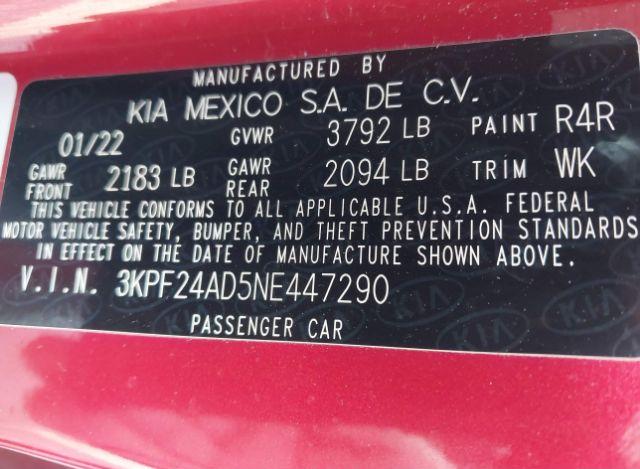 MANUFACTURED BY
KIA MEXICO S.A. DE C.V.
01/22 GVWR 3792 LB PAINT R4R
GAWR FRONT 2183 LB GAWR REAR 2094 LB TRIM WK
THIS VEHICLE CONFORMS TO ALL APPLICABLE U.S.A. FEDERAL
MOTOR VEHICLE SAFETY, BUMPER, AND THEFT PREVENTION STANDARDS
IN EFFECT ON THE DATE OF MANUFACTURE SHOWN ABOVE.
V.I.N. 3KPF24AD5NE447290
PASSENGER CAR